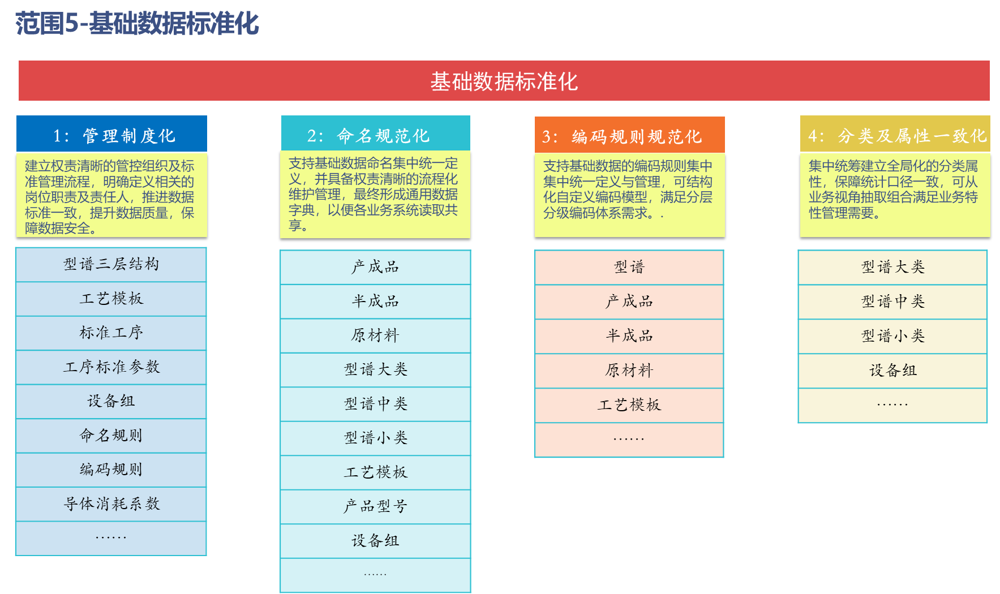 范围5-基础数据标准化
基础数据标准化
1：管理制度化
建立权责清晰的管控组织及标
准管理流程，明确定义相关的
岗位职责及责任人，推进数据
标准一致，提升数据质量，保
障数据安全。
型谱三层结构
工艺模板
标准工序
工序标准参数
设备组
命名规则
编码规则
导体消耗系数
……
2：命名规范化
支持基础数据命名集中统一定
义，并具备权责清晰的流程化
维护管理，最终形成通用数据
字典，以便各业务系统读取共
享。
产成品
半成品
原材料
型谱大类
型谱中类
型谱小类
工艺模板
产品型号
设备组
……
3：编码规则规范化
支持基础数据的编码规则集中
集中统一定义与管理，可结构
化自定义编码模型，满足分层
分级编码体系需求。.
型谱
产成品
半成品
原材料
工艺模板
……
4：分类及属性一致化
集中统筹建立全局化的分类属
性，保障统计口径一致，可从
业务视角抽取组合满足业务特
性管理需要。
型谱大类
型谱中类
型谱小类
设备组
……